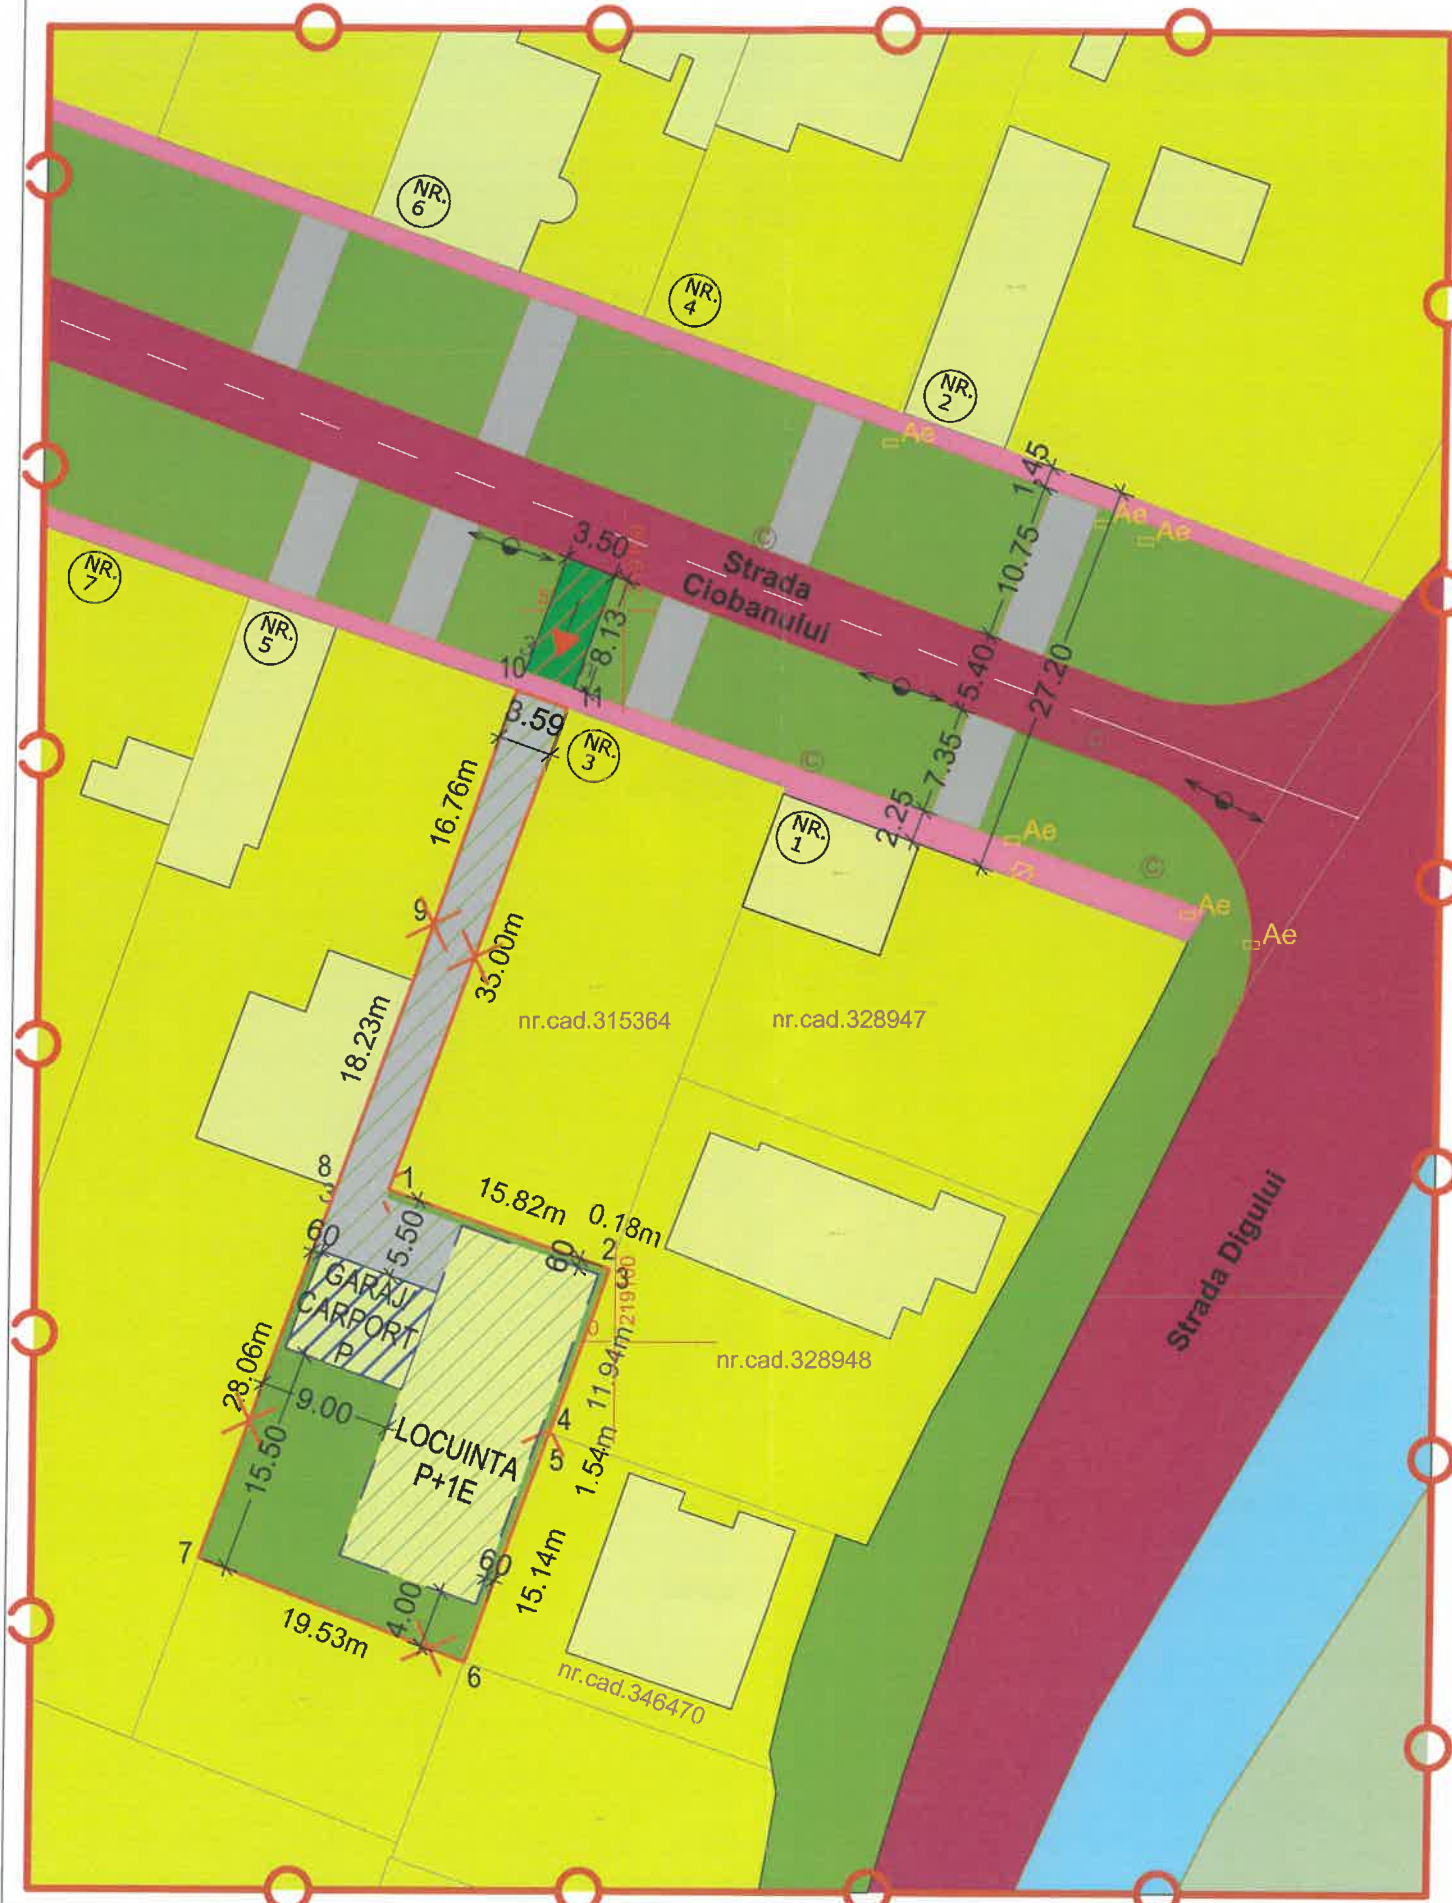 NR.
6
NR.
4
NR.
2
Ae
1.45
Ae
Ae
10.75
3.50
©
Strada
Ciobanului
NR.
7
NR.
5
8.13
5.40
27.20
10
11
3.59
NR.
3
©
7.35
16.76m
2.25
NR.
1
Ae
©
9
Ae
Ae
35.00m
nr.cad.315364
nr.cad.328947
18.23m
8
1
15.82m
0.18m
Strada Digului
60
5.50
60
2
3
GARAJ/
CARPORT
P
11.94m
nr.cad.328948
28.06m
9.00
4
LOCUINTA
P+1E
5
1.54m
15.50
7
60
15.14m
4.00
19.53m
6
nr.cad.346470